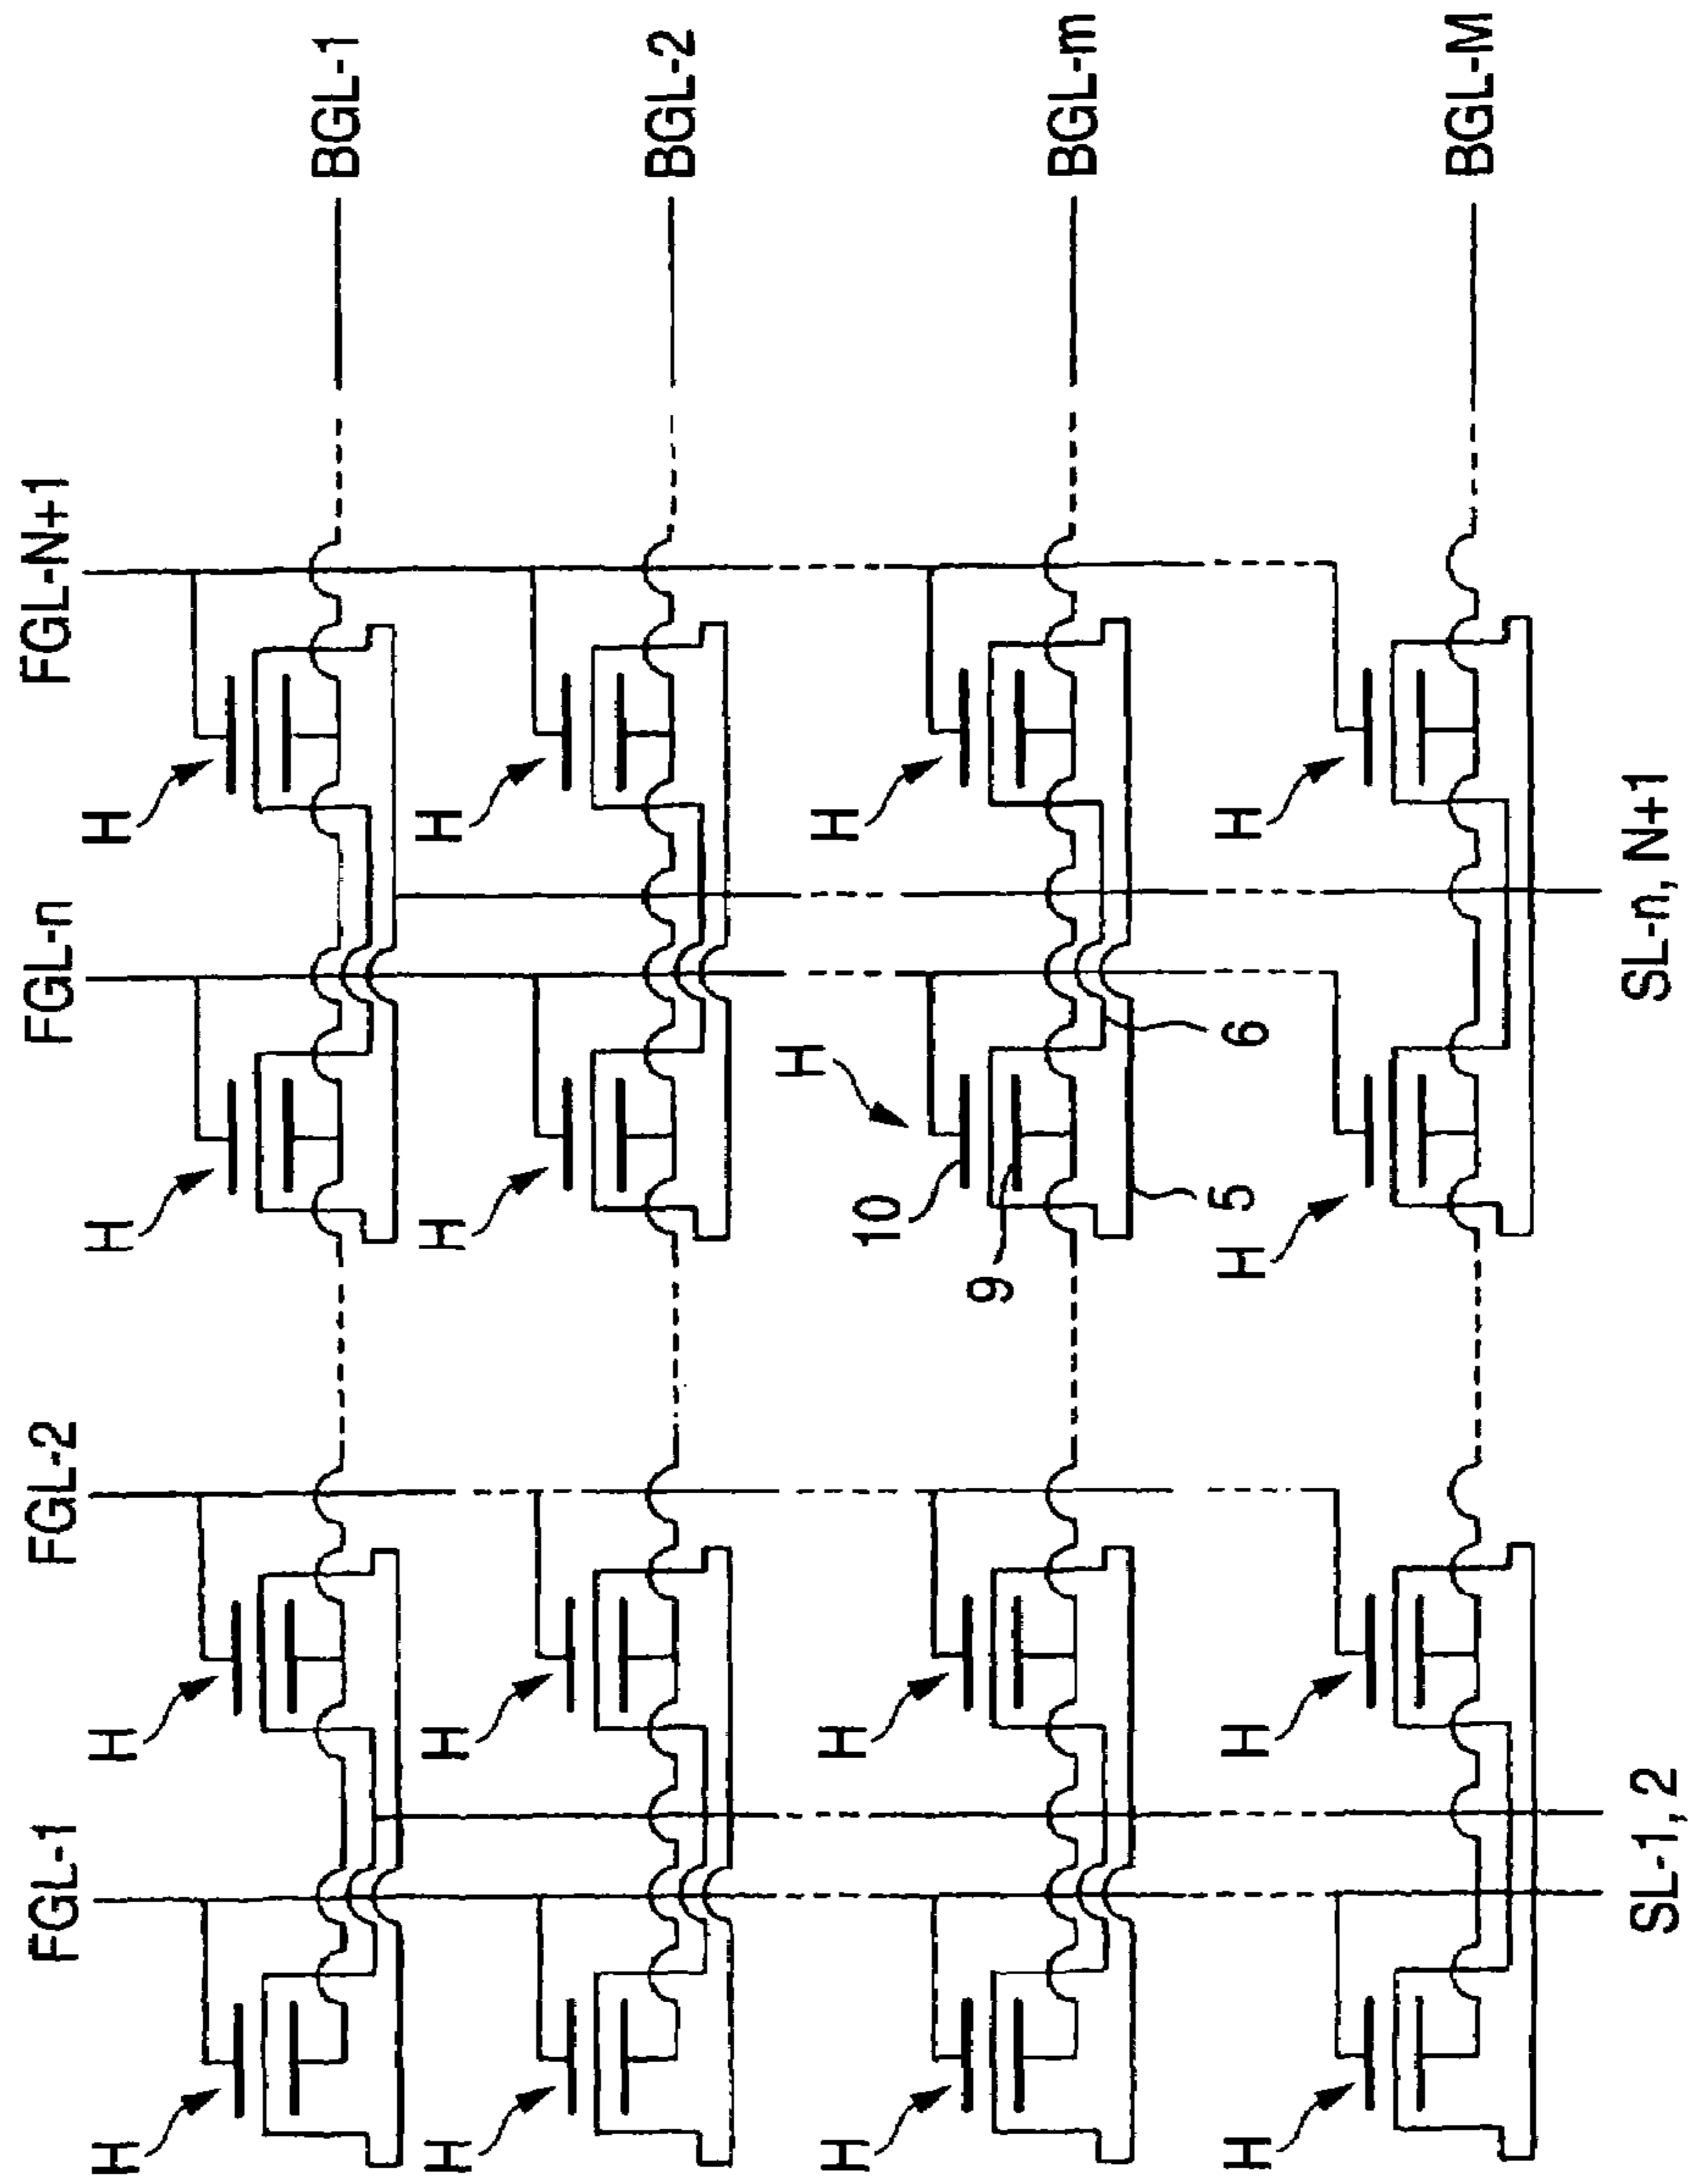 FGL-1
FGL-2
FGL-n
FGL-N+1
H
H
H
H
BGL-1
H
H
H
H
BGL-2
H
H
H
H
10
9
5
6
BGL-m
H
H
H
H
BGL-M
SL-1, 2
SL-n, N+1